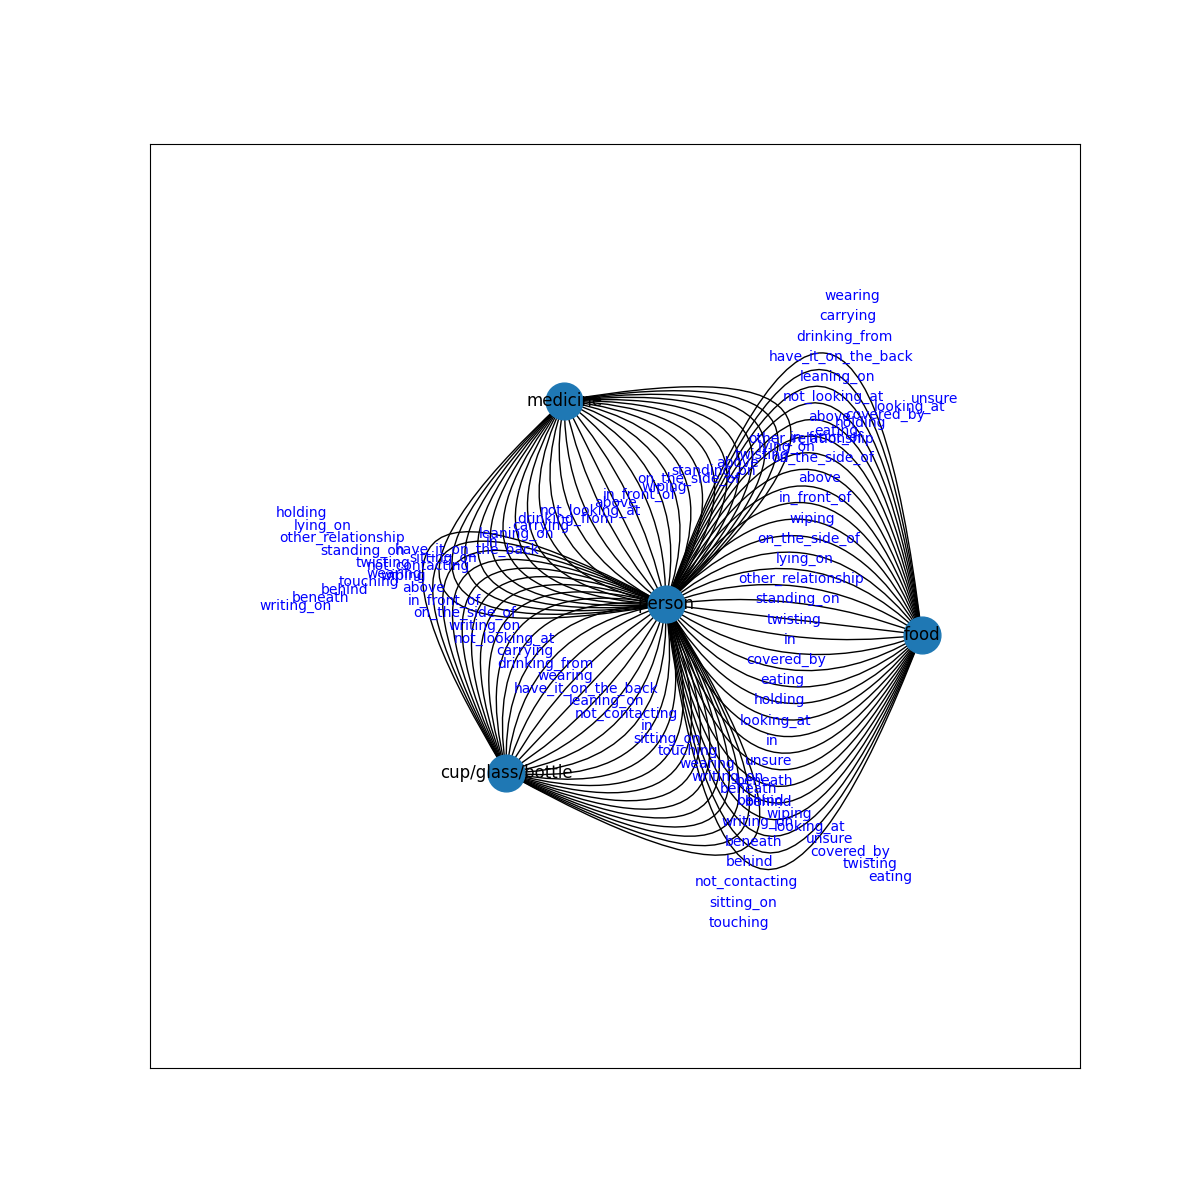 wearing
carrying
drinking_from
have_it_on_the_back
leaning_on
not_looking_at
unsure
looking_at
covered_by
above
holding
eating
in_front_of
other_relationship
lying_on
twisting
on_the_side_of
above
standing_on
above
on_the_side_of
wiping
in_front_of
in_front_of
above
not_looking_at
wiping
drinking_from
carrying
on_the_side_of
leaning_on
in
have_it_on_the_back
sitting_on
not_contacting
lying_on
other_relationship
standing_on
twisting
in
covered_by
eating
holding
looking_at
in
unsure
medicine
person
food
cup/glass/bottle
holding
lying_on
other_relationship
standing_on
twisting
wearing
wiping
touching
behind
beneath
writing_on
above
in_front_of
on_the_side_of
writing_on
not_looking_at
carrying
drinking_from
wearing
have_it_on_the_back
leaning_on
not_contacting
in
sitting_on
touching
wearing
writing_on
beneath
beneath
behind
wiping
writing_on
looking_at
unsure
beneath
covered_by
behind
twisting
eating
not_contacting
sitting_on
touching